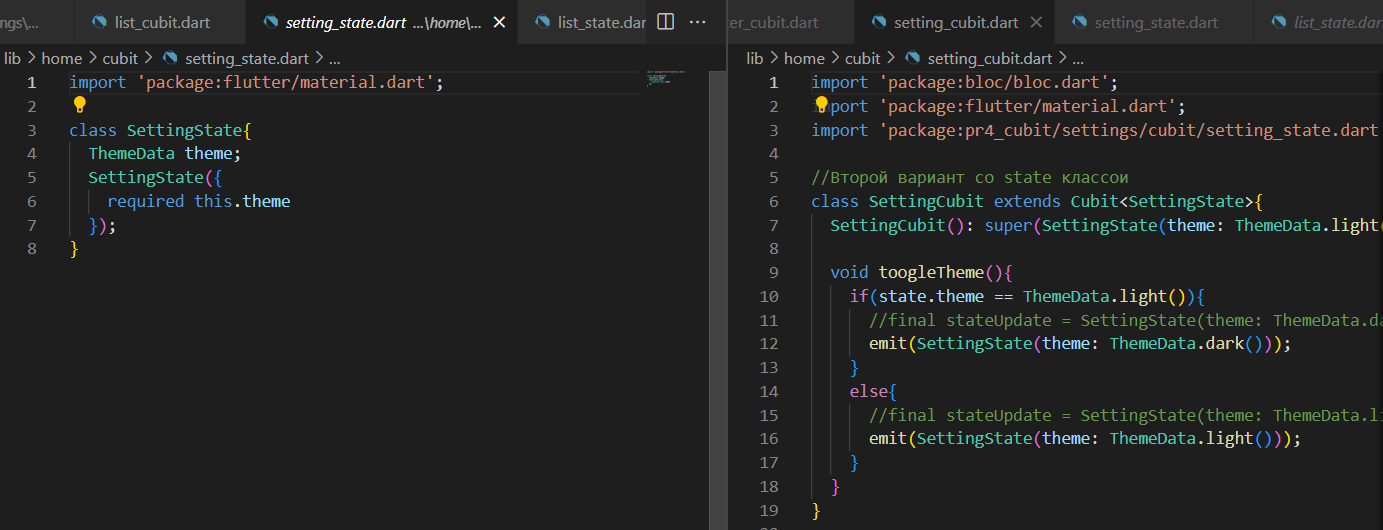 ngs\...
list_cubit.dart
setting_state.dart ...\home\...
list_state.dar
lib > home > cubit > setting_state.dart > ...
1 import 'package:flutter/material.dart';
2
3 class SettingState{
4 ThemeData theme;
5 SettingState({
6 required this.theme
7 });
8 }
er_cubit.dart
setting_cubit.dart
setting_state.dart
list_state.dart
lib > home > cubit > setting_cubit.dart > ...
1 import 'package:bloc/bloc.dart';
2 import 'package:flutter/material.dart';
3 import 'package:pr4_cubit/settings/cubit/setting_state.dart
4
5 //Второй вариант со state классои
6 class SettingCubit extends Cubit<SettingState>{
7 SettingCubit(): super(SettingState(theme: ThemeData.light(
8
9 void toogleTheme(){
10 if(state.theme == ThemeData.light()){
11 //final stateUpdate = SettingState(theme: ThemeData.da
12 emit(SettingState(theme: ThemeData.dark()));
13 }
14 else{
15 //final stateUpdate = SettingState(theme: ThemeData.li
16 emit(SettingState(theme: ThemeData.light()));
17 }
18 }
19 }